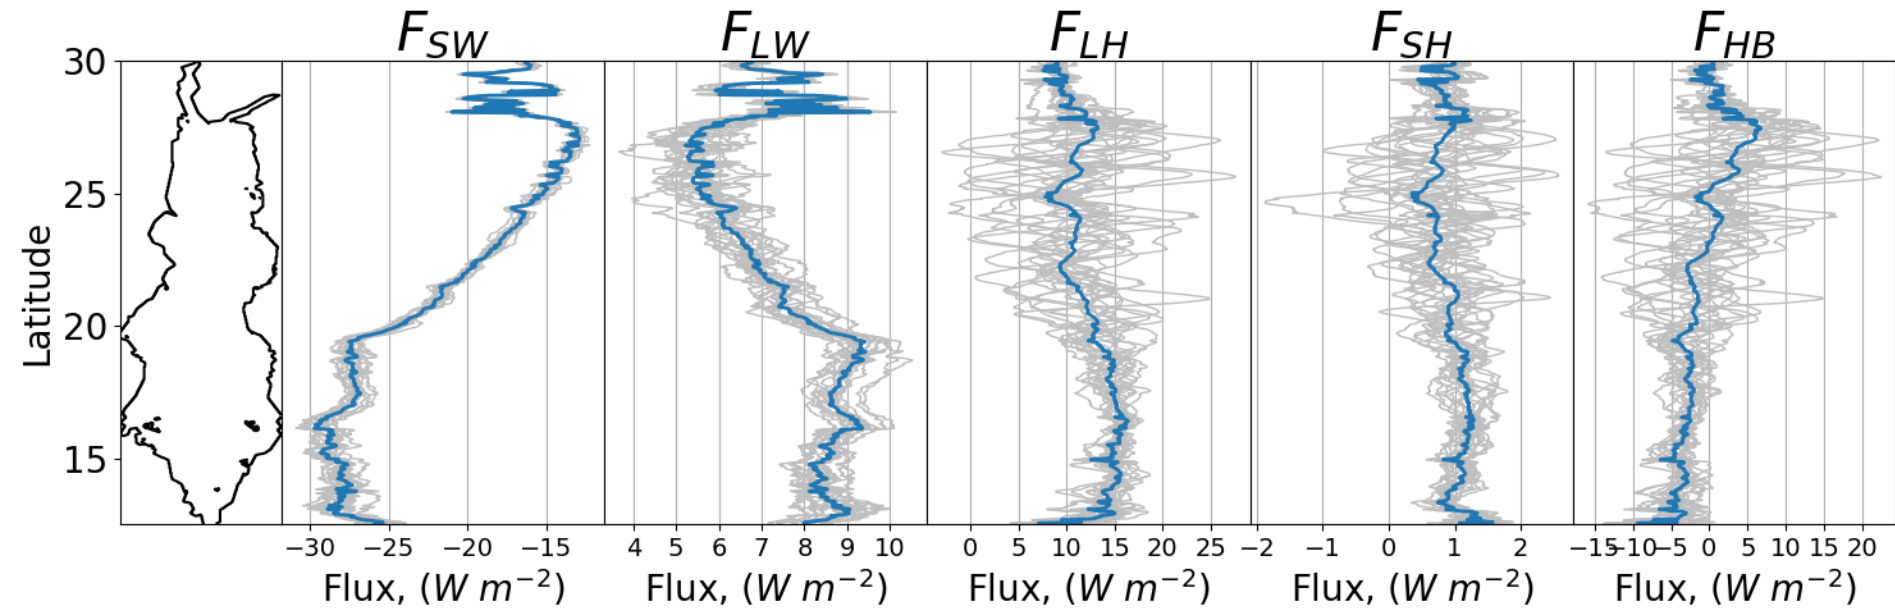 F_SW F_LW F_LH F_SH F_HB
30
25
20
15
Latitude
−30 −25 −20 −15 4 5 6 7 8 9 10 0 5 10 15 20 25 −2 −1 0 1 2 −15 −10 −5 0 5 10 15 20
Flux, (W m⁻²) Flux, (W m⁻²) Flux, (W m⁻²) Flux, (W m⁻²) Flux, (W m⁻²)